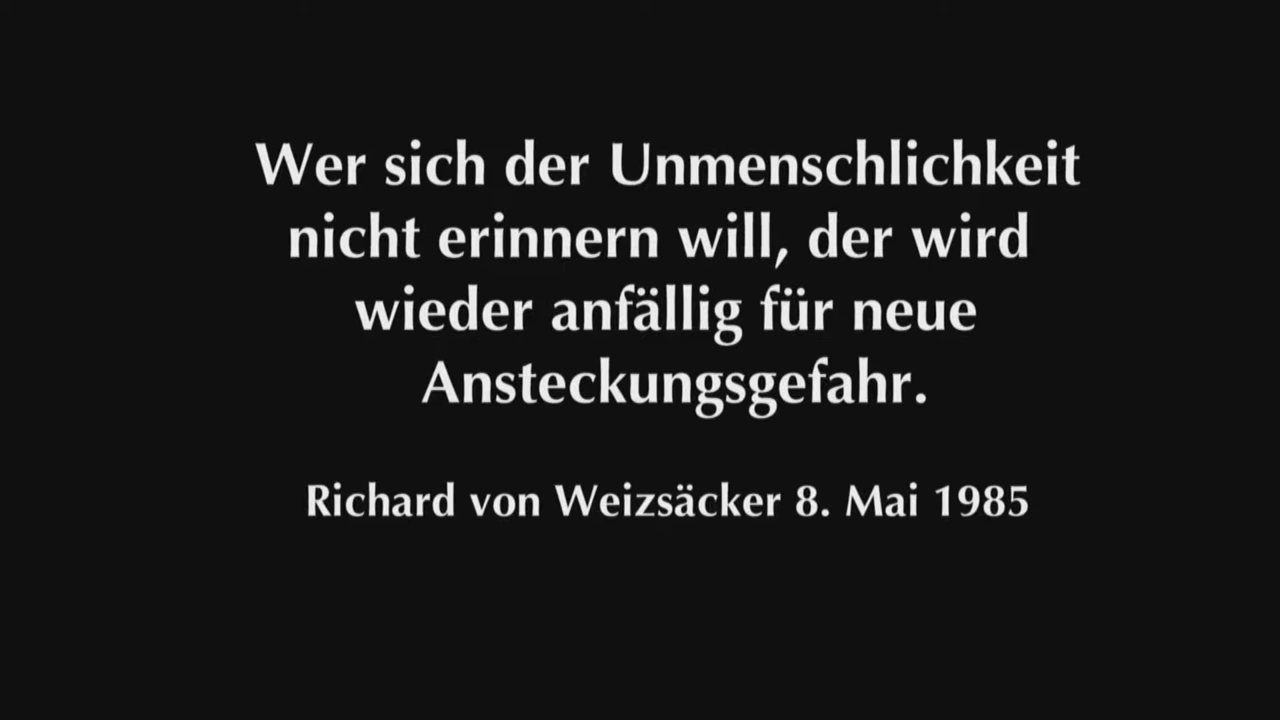 Wer sich der Unmenschlichkeit
nicht erinnern will, der wird
wieder anfällig für neue
Ansteckungsgefahr.
Richard von Weizsäcker 8. Mai 1985